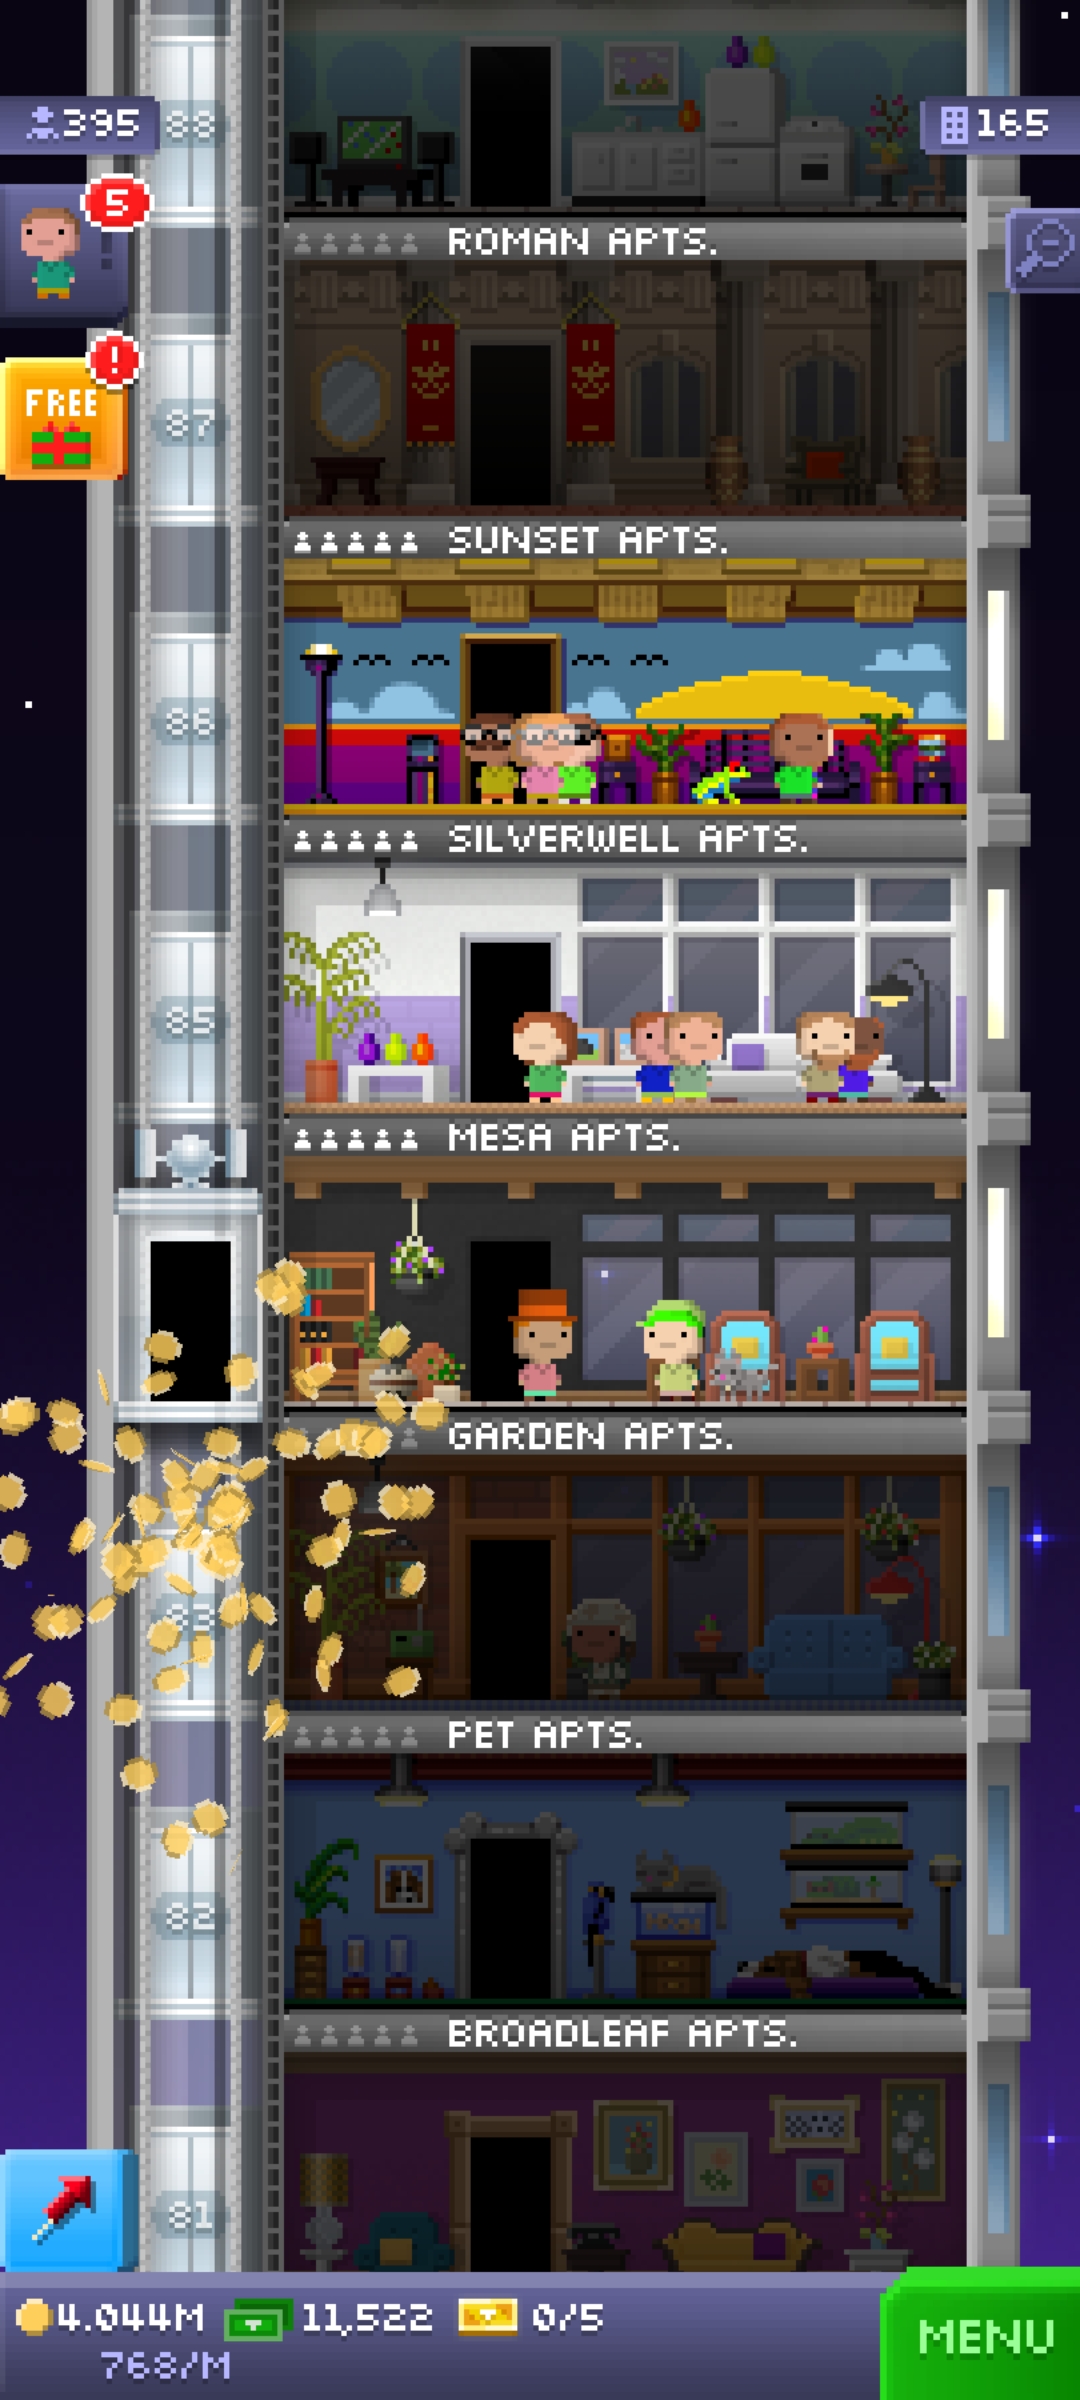 395
88
165
5
ROMAN APTS.
!
FREE
87
SUNSET APTS.
86
SILVERWELL APTS.
85
MESA APTS.
GARDEN APTS.
83
PET APTS.
82
BROADLEAF APTS.
81
4.044M 11,522 0/5
768/M
MENU